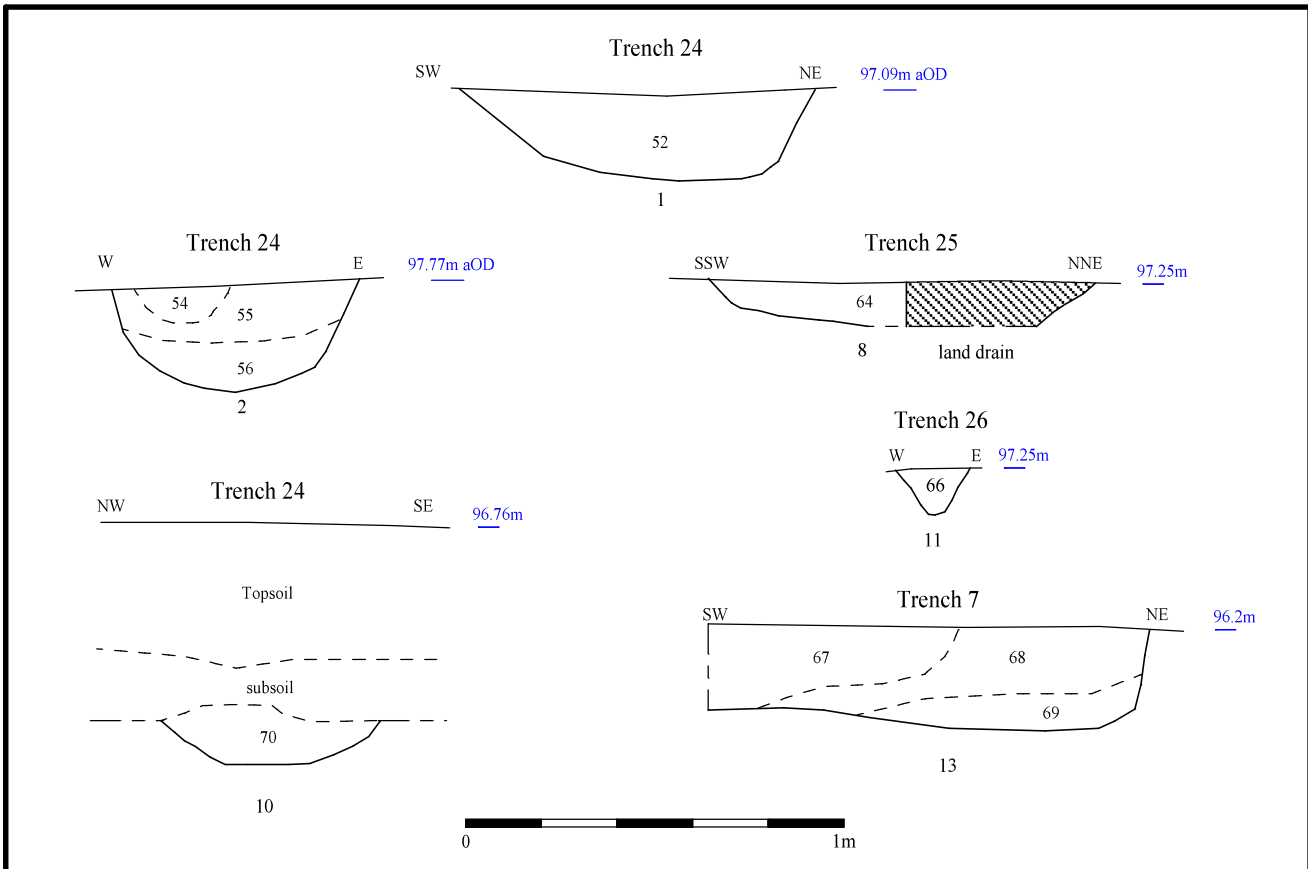 Trench 24
SW
NE
97.09m aOD
52
1
Trench 24
W
E
97.77m aOD
54
55
56
2
Trench 25
SSW
NNE
97.25m
64
8
land drain
Trench 26
W
E
97.25m
66
11
Trench 24
NW
SE
96.76m
Topsoil
subsoil
70
10
Trench 7
SW
NE
96.2m
67
68
69
13
0
1m